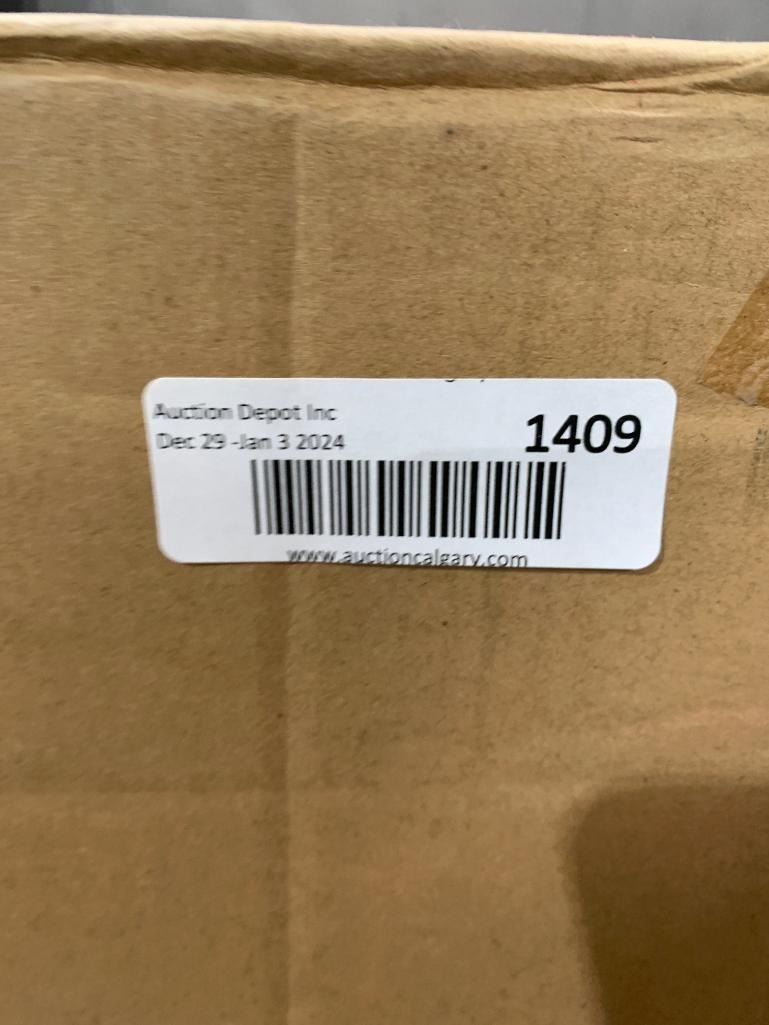 Auction Depot Inc
Dec 29 -Jan 3 2024
1409
www.auctioncalgary.com